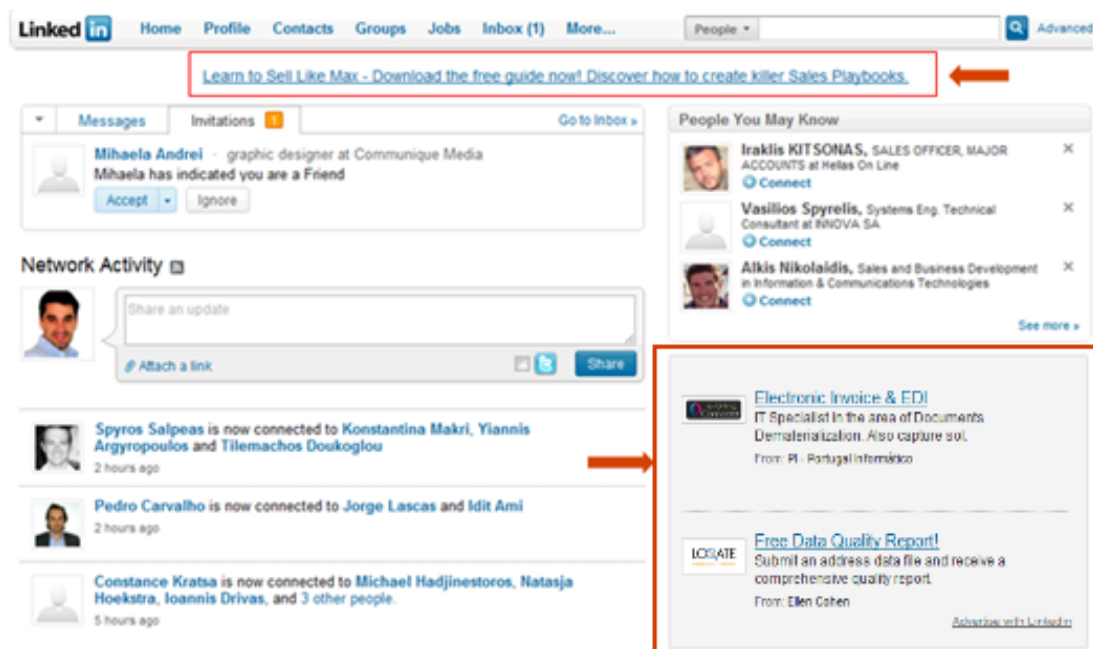 Linked in
Home Profile Contacts Groups Jobs Inbox (1) More... People Advanced
Learn to Sell Like Max - Download the free guide now! Discover how to create killer Sales Playbooks.
Messages Invitations 1 Go to Inbox »
Mihaela Andrei - graphic designer at Communique Media
Mihaela has indicated you are a Friend
Accept Ignore
Network Activity
Share an update
Attach a link Share
Spyros Salpeas is now connected to Konstantina Makri, Yiannis
Argyropoulos and Tilemachos Doukoglou
2 hours ago
Pedro Carvalho is now connected to Jorge Lascas and Idit Ami
2 hours ago
Constance Kratsa is now connected to Michael Hadjinestoros, Natasja
Hoekstra, Ioannis Drivas, and 3 other people.
5 hours ago
People You May Know
Iraklis KITSONAS, SALES OFFICER, MAJOR
ACCOUNTS at Hellas On Line
Connect
Vasilios Spyrelis, Systems Eng. Technical
Consultant at INNOVA SA
Connect
Alkis Nikolaidis, Sales and Business Development
in Information & Communications Technologies
Connect
See more »
Electronic Invoice & EDI
IT Specialist in the area of Documents
Dematerialization. Also capture sol.
From: PI - Portugal Informático
LOQATE
Free Data Quality Report!
Submit an address data file and receive a
comprehensive quality report.
From: Ellen Cohen
Advertise with LinkedIn